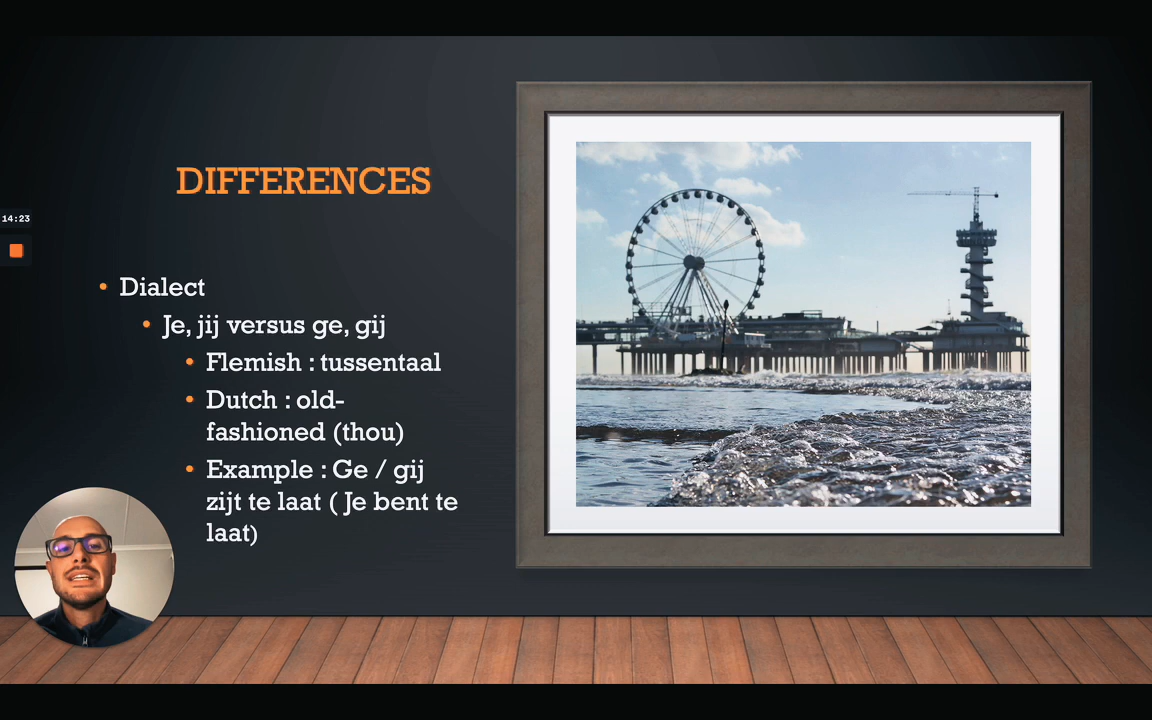 DIFFERENCES
14:23
• Dialect
• Je, jij versus ge, gij
• Flemish : tussentaal
• Dutch : old-
fashioned (thou)
• Example : Ge / gij
zijt te laat ( Je bent te
laat)